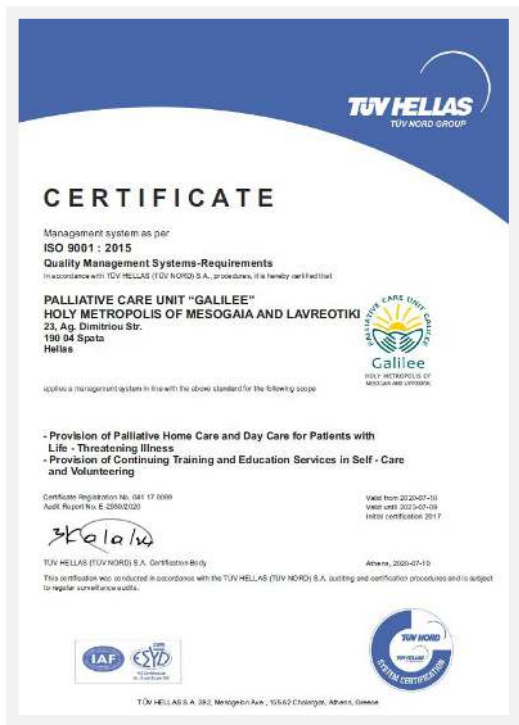 TÜV HELLAS
TÜV NORD GROUP
CERTIFICATE
Management system as per
ISO 9001 : 2015
Quality Management Systems-Requirements
In accordance with TÜV HELLAS (TÜV NORD) S.A., procedures, it is hereby certified that
PALLIATIVE CARE UNIT “GALILEE”
HOLY METROPOLIS OF MESOGAIA AND LAVREOTIKI
23, Ag. Dimitriou Str.
190 04 Spata
Hellas
PALLIATIVE CARE UNIT GALILEE
Galilee
HOLY METROPOLIS OF
MESOGAIA AND LAVREOTIKI
applies a management system in line with the above standard for the following scope
- Provision of Palliative Home Care and Day Care for Patients with
Life - Threatening Illness
- Provision of Continuing Training and Education Services in Self - Care
and Volunteering
Certificate Registration No. 041 17 0089
Audit Report No. E-2930/2020
Valid from 2020-07-10
Valid until 2023-07-09
Initial certification 2017
TÜV HELLAS (TÜV NORD) S.A. Certification Body
Athens, 2020-07-10
This certification was conducted in accordance with the TÜV HELLAS (TÜV NORD) S.A. auditing and certification procedures and is subject
to regular surveillance audits.
IAF
ΕΣΥΔ
TÜV NORD
TÜV HELLAS
SYSTEM CERTIFICATION
TÜV HELLAS S.A. 282, Mesogeion Ave., 155 62 Cholargos, Athens, Greece